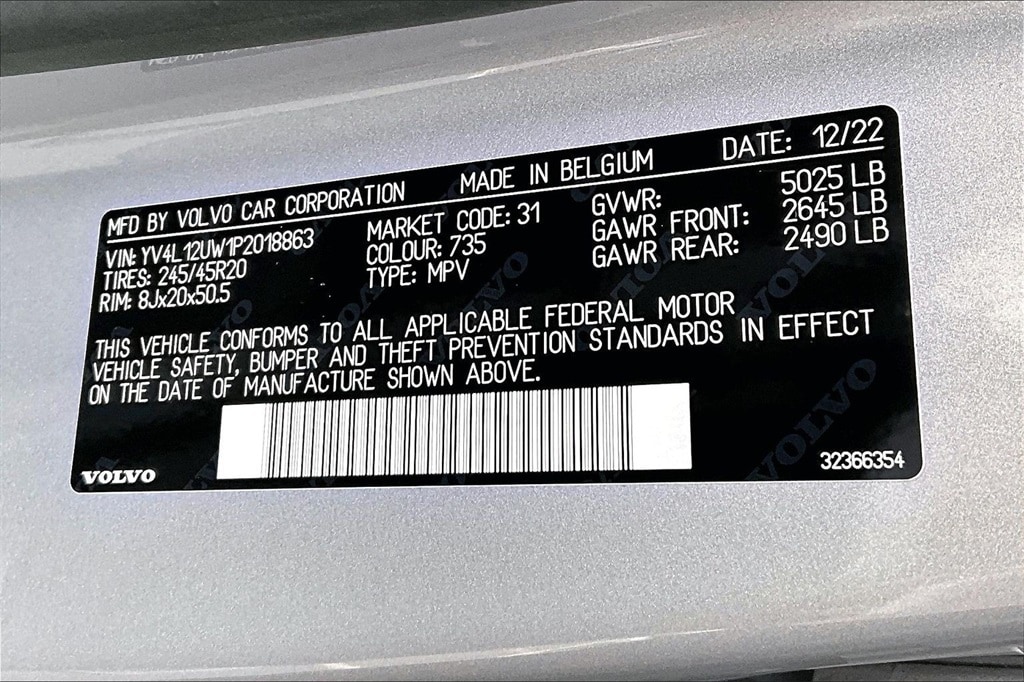 MFD BY VOLVO CAR CORPORATION MADE IN BELGIUM DATE: 12/22
VIN: YV4L12UW1P2018863 MARKET CODE: 31 GVWR: 5025 LB
TIRES: 245/45R20 COLOUR: 735 GAWR FRONT: 2645 LB
RIM: 8Jx20x50.5 TYPE: MPV GAWR REAR: 2490 LB
THIS VEHICLE CONFORMS TO ALL APPLICABLE FEDERAL MOTOR
VEHICLE SAFETY, BUMPER AND THEFT PREVENTION STANDARDS IN EFFECT
ON THE DATE OF MANUFACTURE SHOWN ABOVE.
VOLVO 32366354